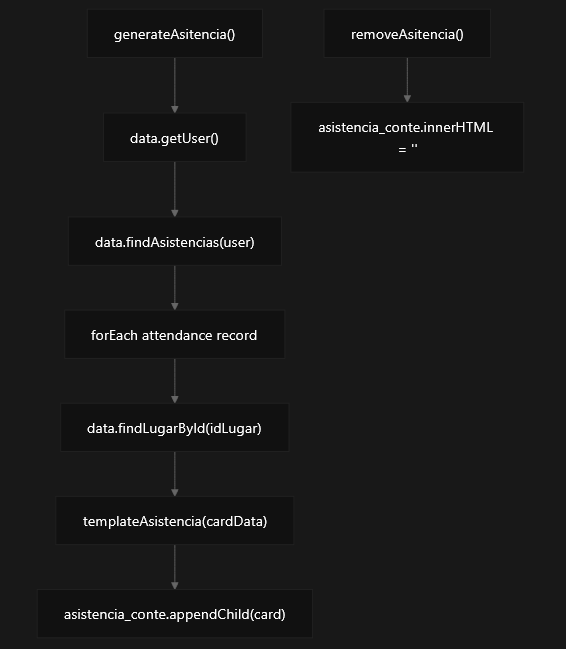 generateAsitencia()
removeAsitencia()
asistencia_conte.innerHTML
= ''
data.getUser()
data.findAsistencias(user)
forEach attendance record
data.findLugarById(idLugar)
templateAsistencia(cardData)
asistencia_conte.appendChild(card)